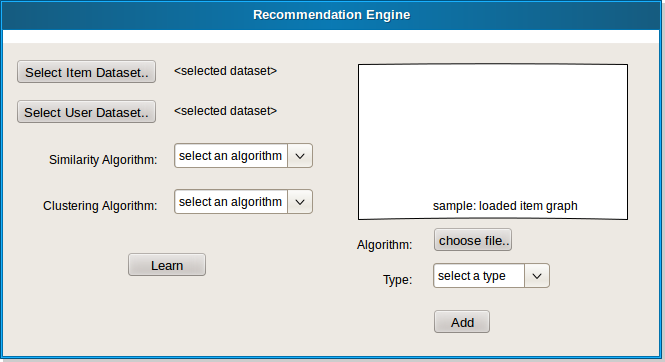 Recommendation Engine
Select Item Dataset..
<selected dataset>
Select User Dataset..
<selected dataset>
Similarity Algorithm:
select an algorithm
Clustering Algorithm:
select an algorithm
Learn
sample: loaded item graph
Algorithm:
choose file..
Type:
select a type
Add